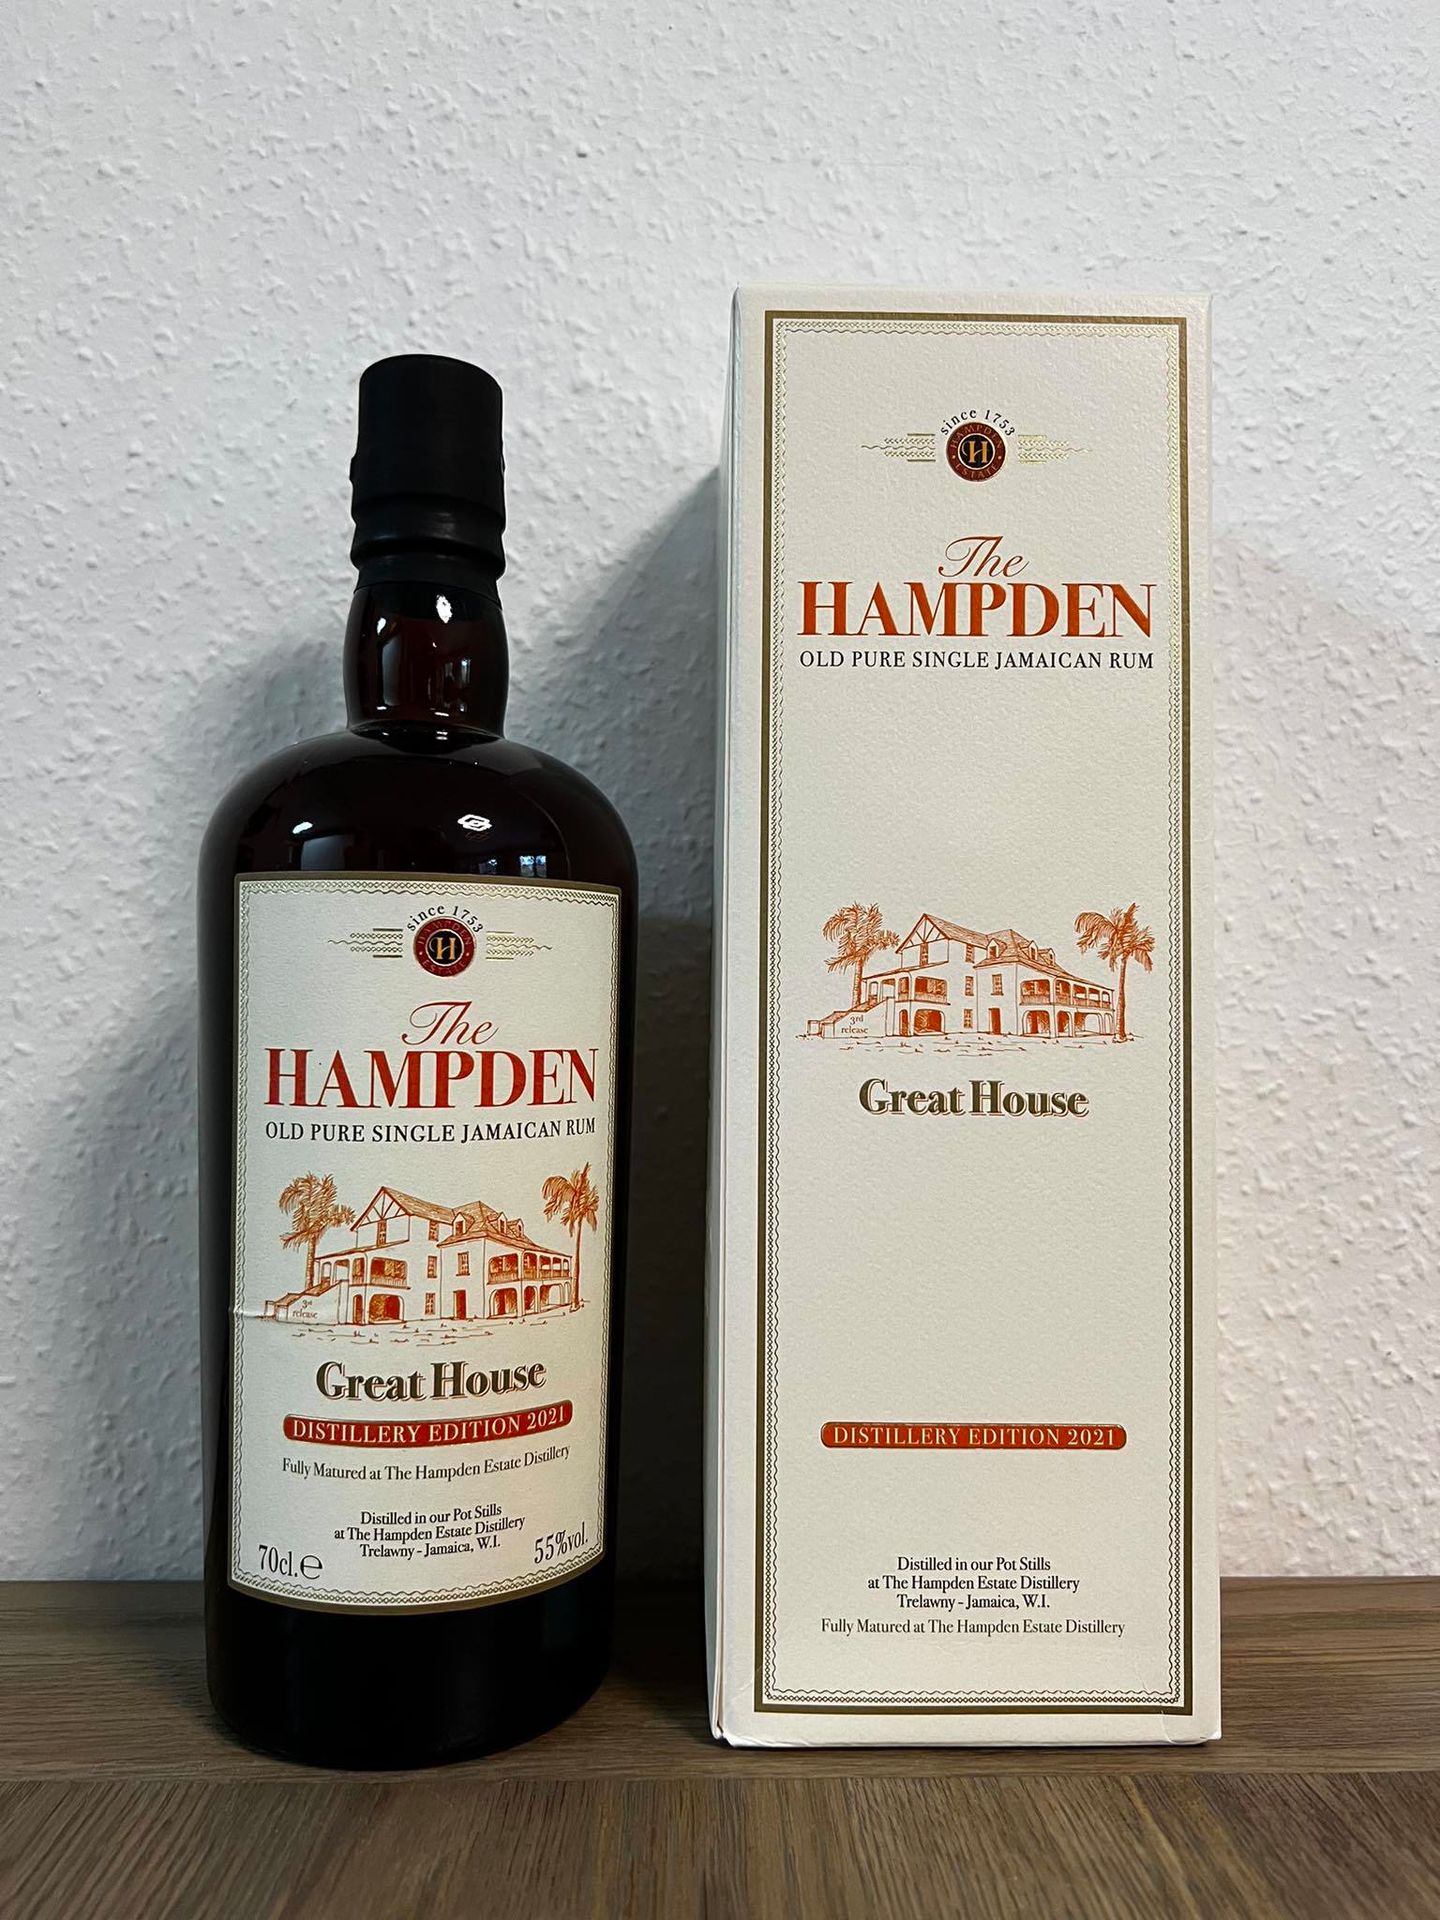 since 1753
HAMPDEN
H
ESTATE
The
HAMPDEN
OLD PURE SINGLE JAMAICAN RUM
3rd
release
Great House
DISTILLERY EDITION 2021
Fully Matured at The Hampden Estate Distillery
Distilled in our Pot Stills
at The Hampden Estate Distillery
Trelawny - Jamaica, W.I.
70cl. ℮
55%vol.
since 1753
HAMPDEN
H
ESTATE
The
HAMPDEN
OLD PURE SINGLE JAMAICAN RUM
3rd
release
Great House
DISTILLERY EDITION 2021
Distilled in our Pot Stills
at The Hampden Estate Distillery
Trelawny - Jamaica, W.I.
Fully Matured at The Hampden Estate Distillery